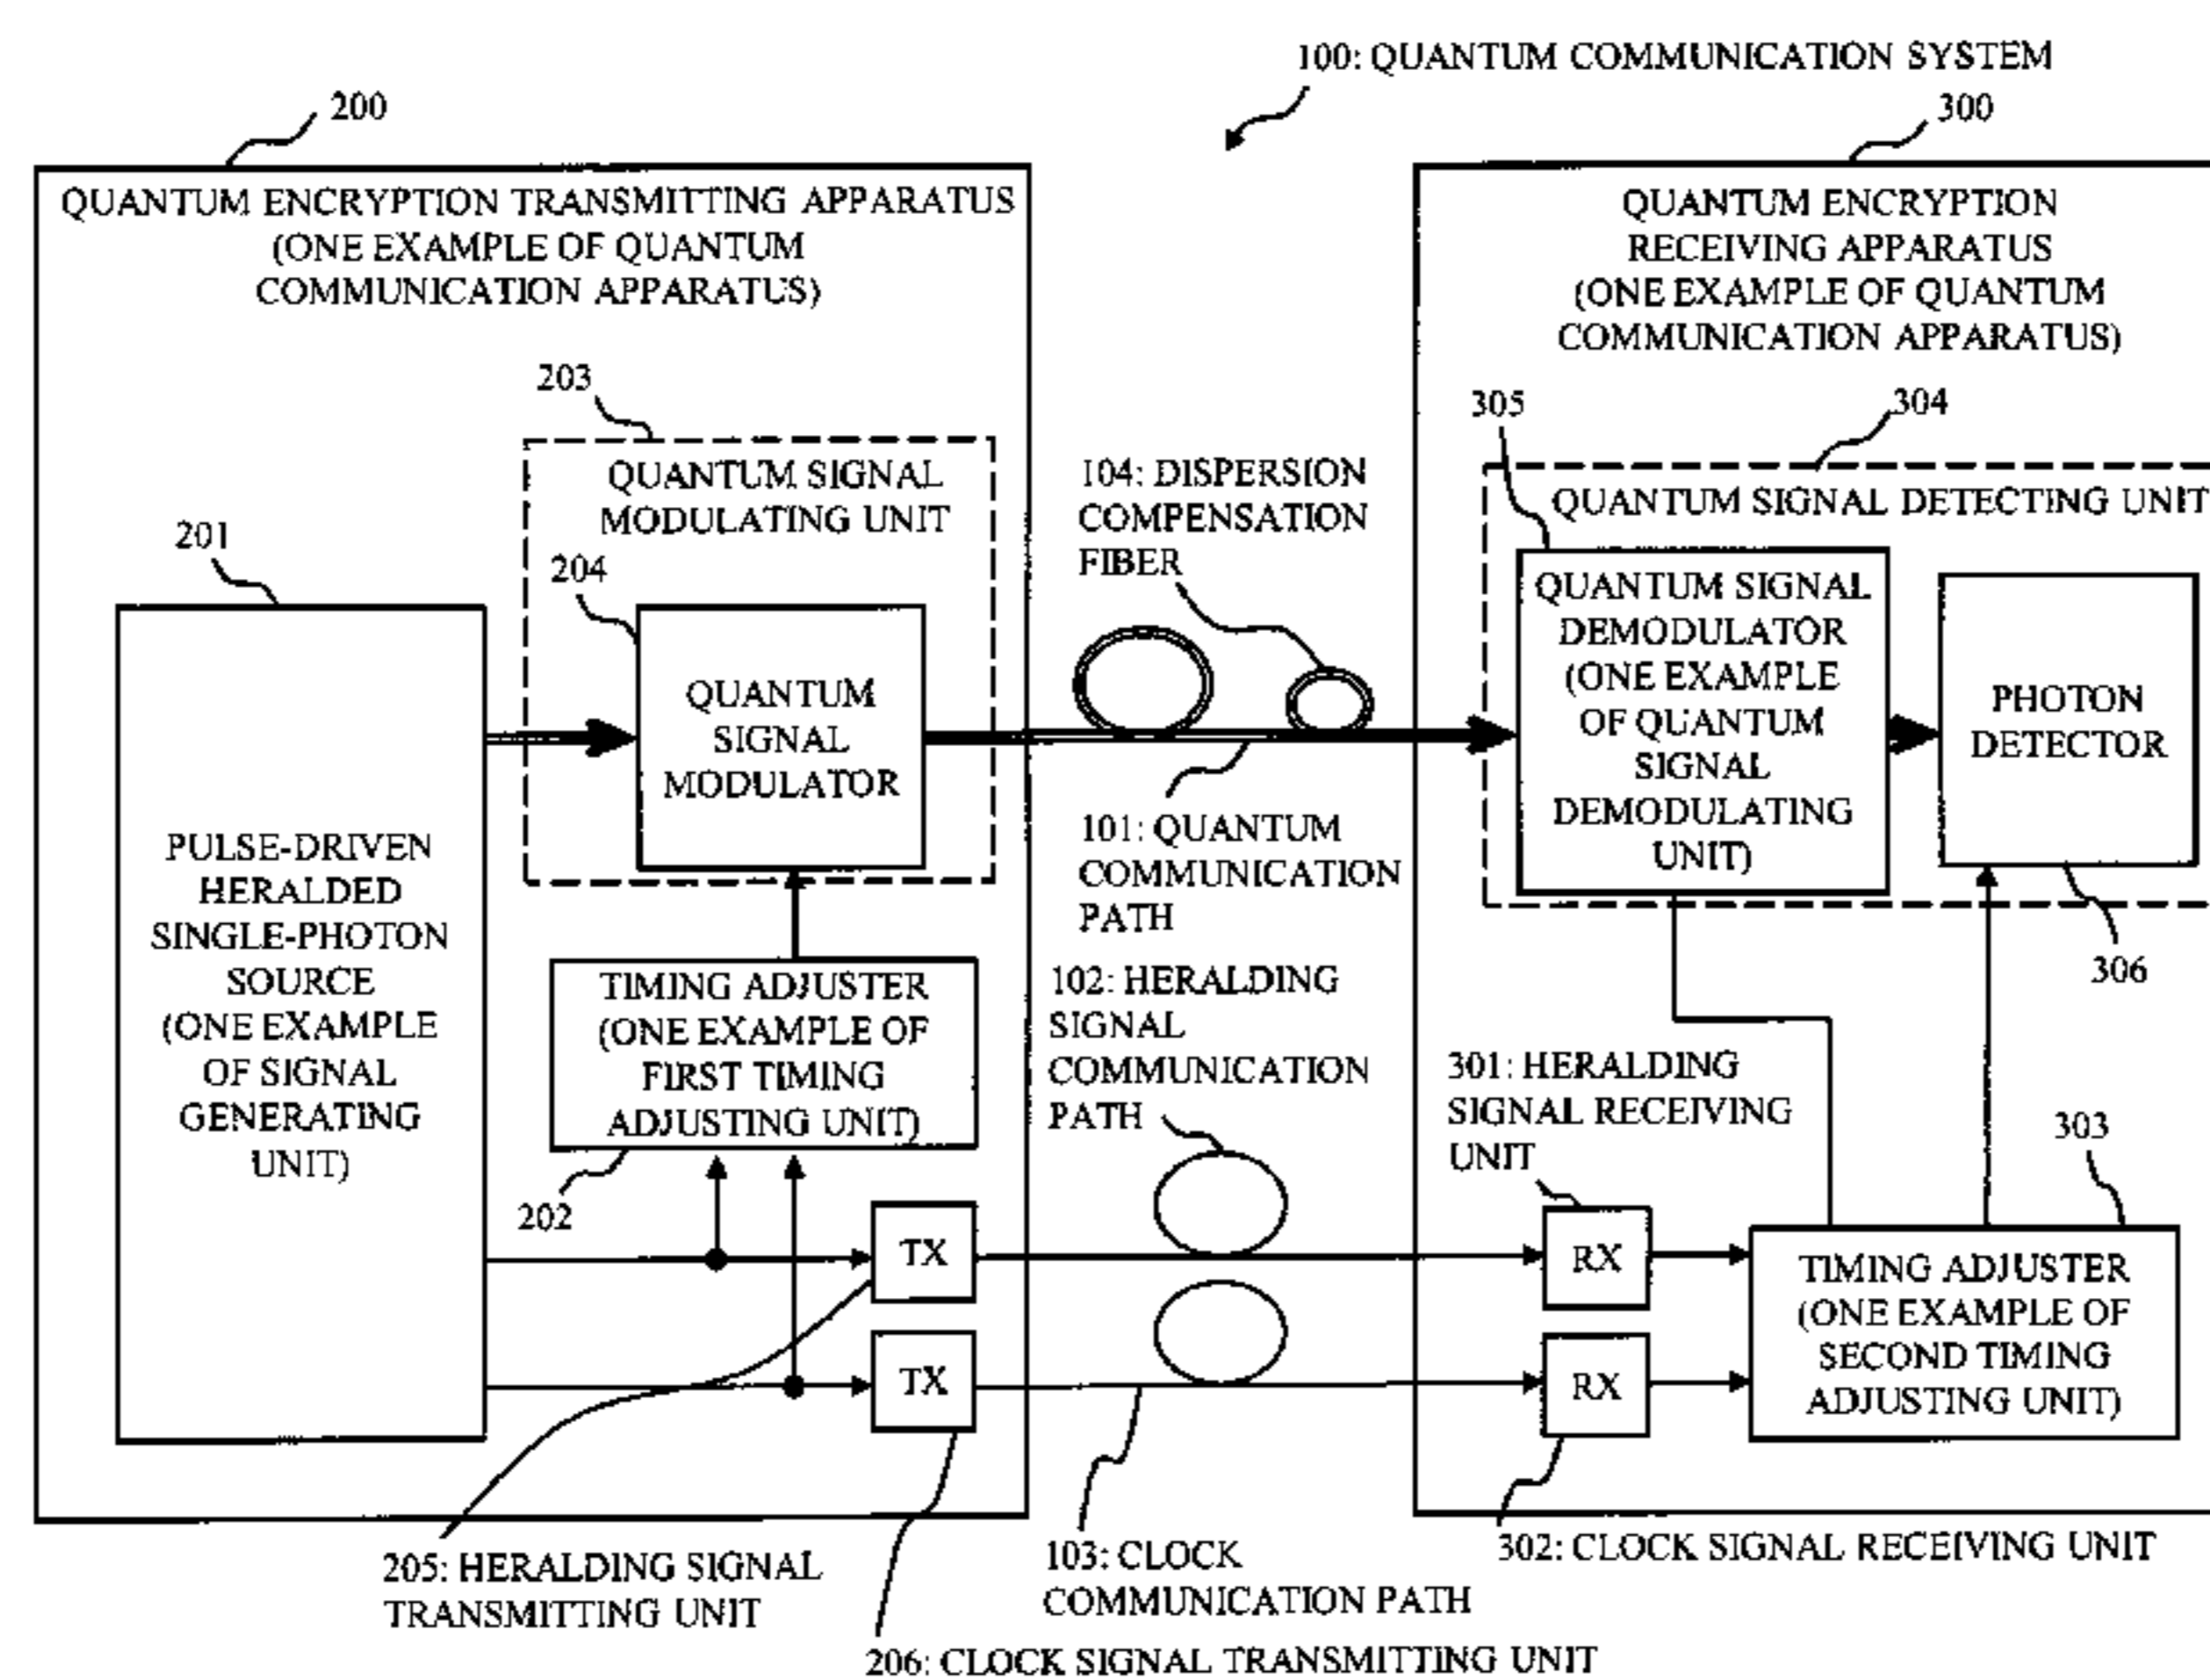 100: QUANTUM COMMUNICATION SYSTEM
200
300
QUANTUM ENCRYPTION TRANSMITTING APPARATUS
(ONE EXAMPLE OF QUANTUM
COMMUNICATION APPARATUS)
QUANTUM ENCRYPTION
RECEIVING APPARATUS
(ONE EXAMPLE OF QUANTUM
COMMUNICATION APPARATUS)
203
QUANTUM SIGNAL
MODULATING UNIT
201
204
QUANTUM
SIGNAL
MODULATOR
PULSE-DRIVEN
HERALDED
SINGLE-PHOTON
SOURCE
(ONE EXAMPLE
OF SIGNAL
GENERATING
UNIT)
TIMING ADJUSTER
(ONE EXAMPLE OF
FIRST TIMING
ADJUSTING UNIT)
202
TX
TX
205: HERALDING SIGNAL
TRANSMITTING UNIT
206: CLOCK SIGNAL TRANSMITTING UNIT
104: DISPERSION
COMPENSATION
FIBER
101: QUANTUM
COMMUNICATION
PATH
102: HERALDING
SIGNAL
COMMUNICATION
PATH
103: CLOCK
COMMUNICATION PATH
305
304
QUANTUM SIGNAL DETECTING UNIT
QUANTUM SIGNAL
DEMODULATOR
(ONE EXAMPLE
OF QUANTUM
SIGNAL
DEMODULATING
UNIT)
PHOTON
DETECTOR
306
301: HERALDING
SIGNAL RECEIVING
UNIT
303
RX
RX
TIMING ADJUSTER
(ONE EXAMPLE OF
SECOND TIMING
ADJUSTING UNIT)
302: CLOCK SIGNAL RECEIVING UNIT